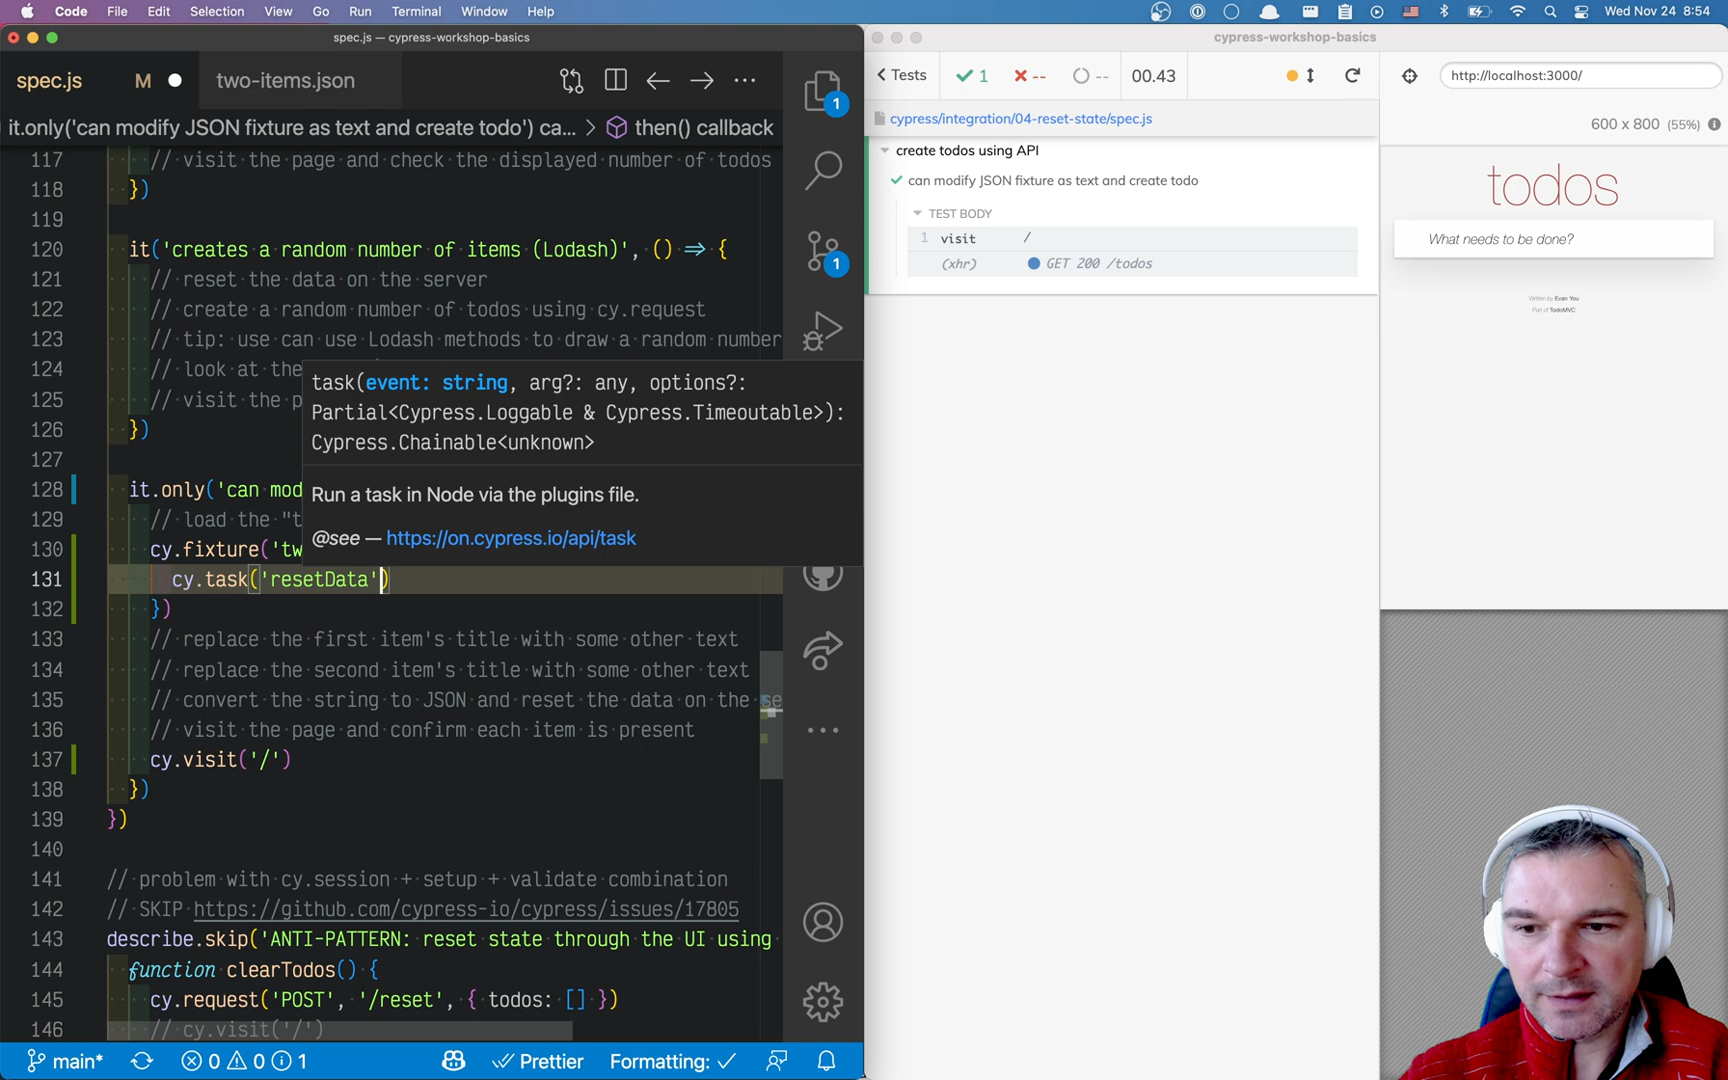 Code File Edit Selection View Go Run Terminal Window Help
Wed Nov 24 8:54
spec.js — cypress-workshop-basics
spec.js M two-items.json
it.only('can modify JSON fixture as text and create todo') ca... > then() callback
117 // visit the page and check the displayed number of todos
118 })
119
120 it('creates a random number of items (Lodash)', () => {
121 // reset the data on the server
122 // create a random number of todos using cy.request
123 // tip: use can use Lodash methods to draw a random number
124 // look at the
125 // visit the p
126 })
127
128 it.only('can mod
129 // load the "t
130 cy.fixture('tw
131 cy.task('resetData')
132 })
133 // replace the first item's title with some other text
134 // replace the second item's title with some other text
135 // convert the string to JSON and reset the data on the se
136 // visit the page and confirm each item is present
137 cy.visit('/')
138 })
139 })
140
141 // problem with cy.session + setup + validate combination
142 // SKIP https://github.com/cypress-io/cypress/issues/17805
143 describe.skip('ANTI-PATTERN: reset state through the UI using
144 function clearTodos() {
145 cy.request('POST', '/reset', { todos: [] })
146 // cy.visit('/')
task(event: string, arg?: any, options?:
Partial<Cypress.Loggable & Cypress.Timeoutable>):
Cypress.Chainable<unknown>
Run a task in Node via the plugins file.
@see — https://on.cypress.io/api/task
1
1
main* 0 0 1 Prettier Formatting:
cypress-workshop-basics
Tests 1 -- -- 00.43
cypress/integration/04-reset-state/spec.js
create todos using API
can modify JSON fixture as text and create todo
TEST BODY
1 visit /
(xhr) GET 200 /todos
http://localhost:3000/
600 x 800 (55%)
todos
What needs to be done?
Written by Evan You
Part of TodoMVC